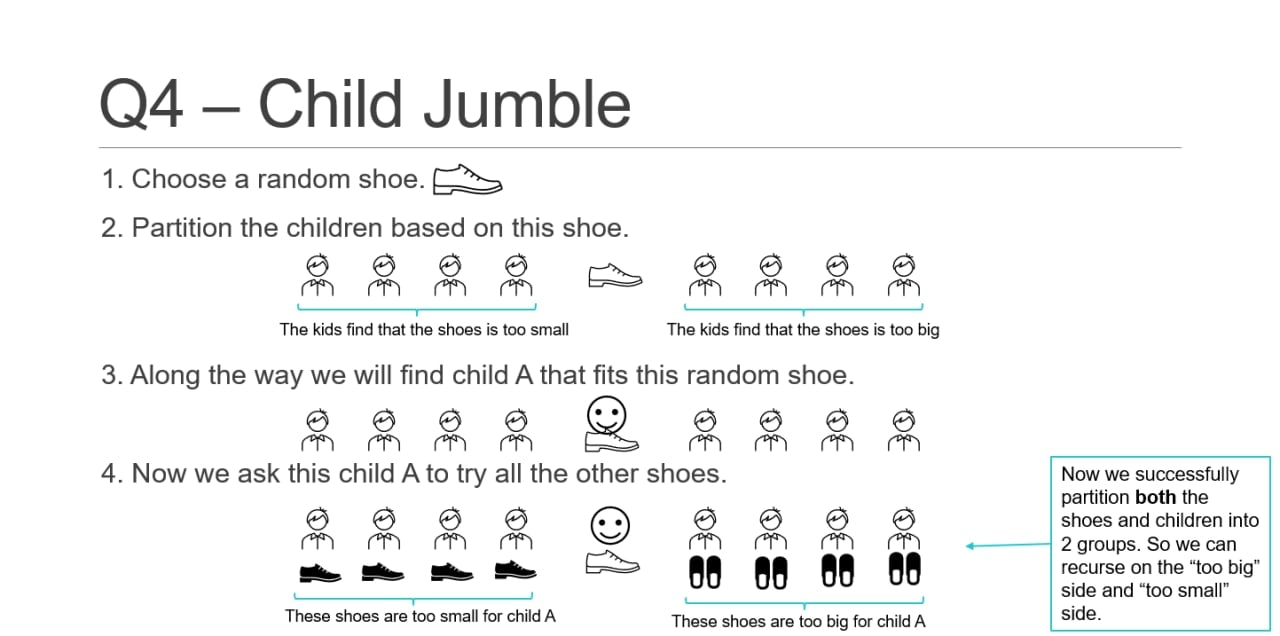 Q4 – Child Jumble
1. Choose a random shoe.
2. Partition the children based on this shoe.
The kids find that the shoes is too small
The kids find that the shoes is too big
3. Along the way we will find child A that fits this random shoe.
4. Now we ask this child A to try all the other shoes.
These shoes are too small for child A
These shoes are too big for child A
Now we successfully
partition both the
shoes and children into
2 groups. So we can
recurse on the “too big”
side and “too small”
side.